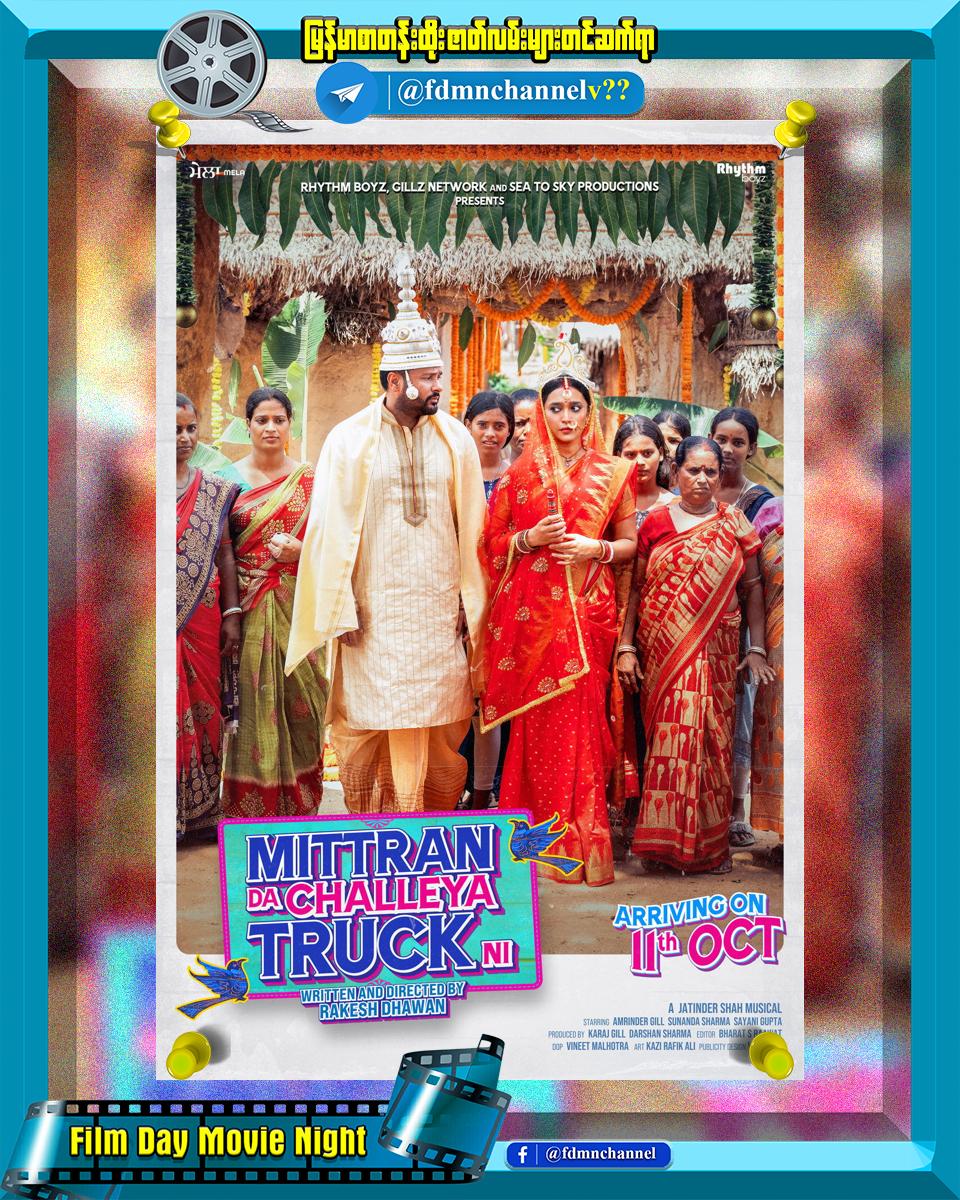 မြန်မာစာတန်းထိုးဇာတ်လမ်းများတင်ဆက်ရာ
@fdmnchannelv??
ਮੇਲਾ MELA
Rhythm
boyz
RHYTHM BOYZ, GILLZ NETWORK AND SEA TO SKY PRODUCTIONS
PRESENTS
MITTRAN
DA CHALLEYA
TRUCK NI
WRITTEN AND DIRECTED BY
RAKESH DHAWAN
ARRIVING ON
11th OCT
A JATINDER SHAH MUSICAL
STARRING AMRINDER GILL SUNANDA SHARMA SAYANI GUPTA
PRODUCED BY KARAJ GILL DARSHAN SHARMA EDITOR BHARAT S
DOP VINEET MALHOTRA ART KAZI RAFIK ALI PUBLICITY
Film Day Movie Night
@fdmnchannel